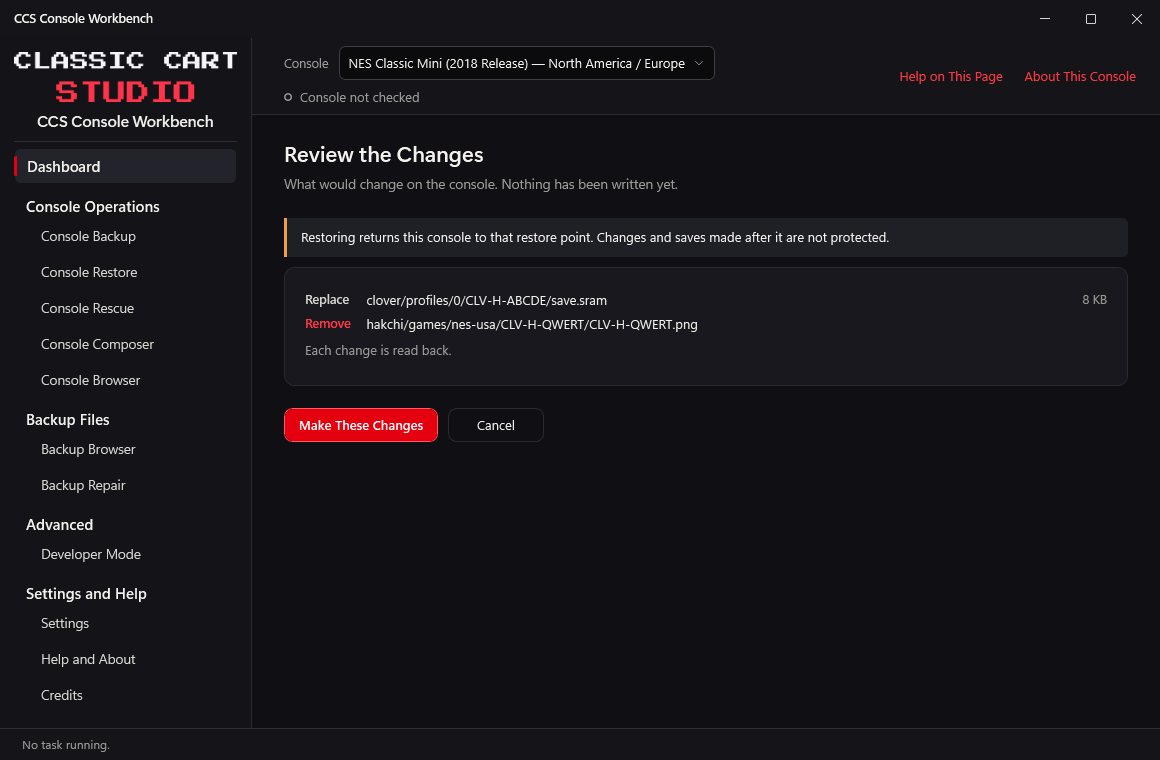 CCS Console Workbench
CLASSIC CART
STUDIO
CCS Console Workbench
Dashboard
Console Operations
Console Backup
Console Restore
Console Rescue
Console Composer
Console Browser
Backup Files
Backup Browser
Backup Repair
Advanced
Developer Mode
Settings and Help
Settings
Help and About
Credits
Console NES Classic Mini (2018 Release) — North America / Europe
Console not checked
Help on This Page About This Console
Review the Changes
What would change on the console. Nothing has been written yet.
Restoring returns this console to that restore point. Changes and saves made after it are not protected.
Replace clover/profiles/0/CLV-H-ABCDE/save.sram 8 KB
Remove hakchi/games/nes-usa/CLV-H-QWERT/CLV-H-QWERT.png
Each change is read back.
Make These Changes Cancel
No task running.